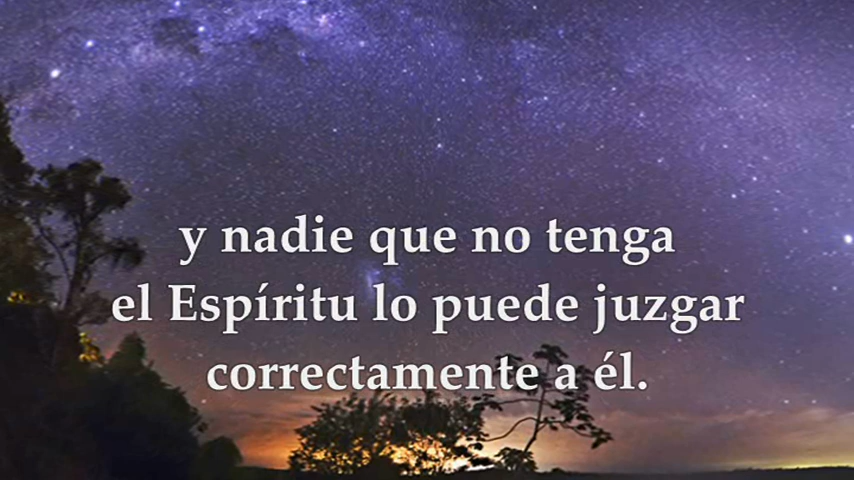 y nadie que no tenga
el Espíritu lo puede juzgar
correctamente a él.